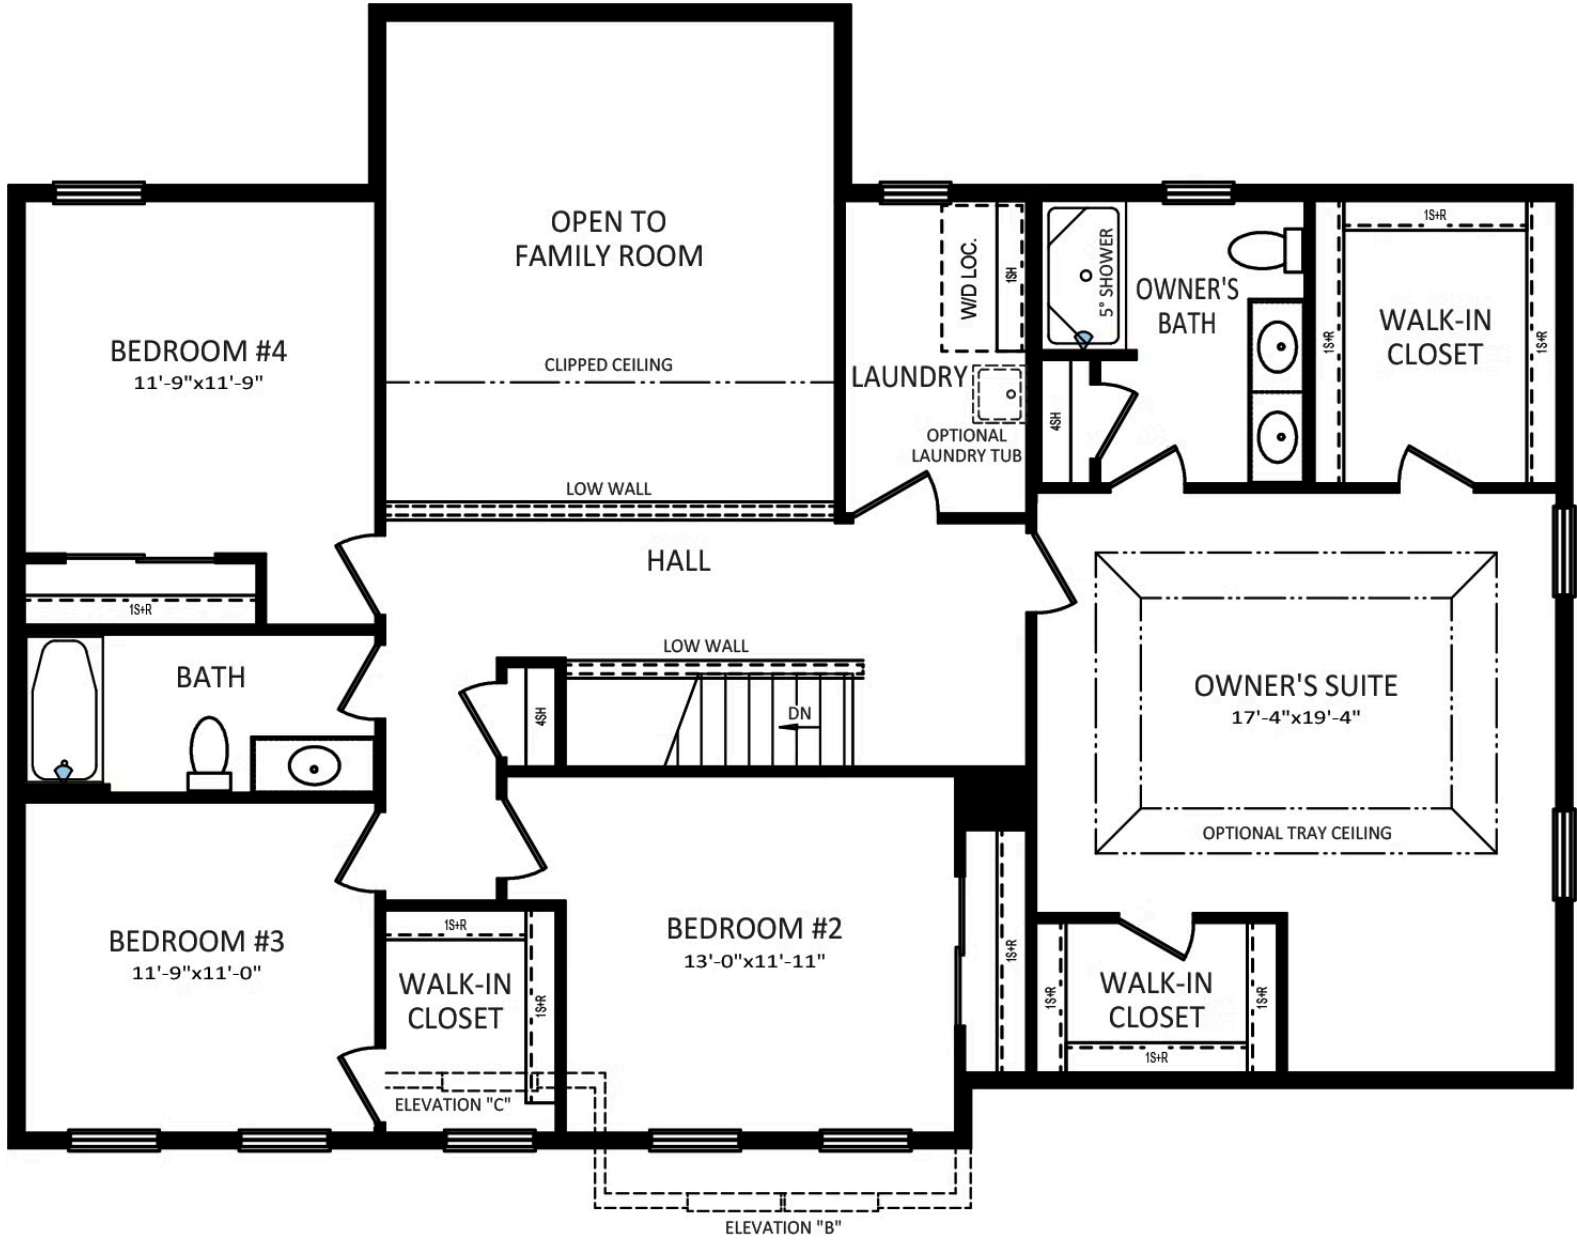 OPEN TO
FAMILY ROOM
CLIPPED CEILING
LOW WALL
BEDROOM #4
11'-9"x11'-9"
1S+R
W/D LOC.
1SH
LAUNDRY
OPTIONAL
LAUNDRY TUB
5° SHOWER
OWNER'S
BATH
4SH
1S+R
1S+R
1S+R
WALK-IN
CLOSET
HALL
LOW WALL
DN
4SH
BATH
OWNER'S SUITE
17'-4"x19'-4"
OPTIONAL TRAY CEILING
BEDROOM #3
11'-9"x11'-0"
1S+R
1S+R
WALK-IN
CLOSET
ELEVATION "C"
BEDROOM #2
13'-0"x11'-11"
1S+R
1S+R
1S+R
WALK-IN
CLOSET
1S+R
ELEVATION "B"